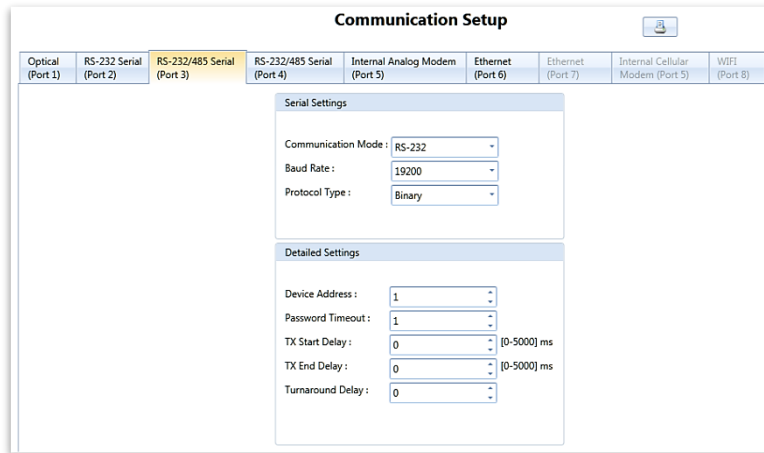 Communication Setup
Optical
(Port 1)
RS-232 Serial
(Port 2)
RS-232/485 Serial
(Port 3)
RS-232/485 Serial
(Port 4)
Internal Analog Modem
(Port 5)
Ethernet
(Port 6)
Ethernet
(Port 7)
Internal Cellular
Modem (Port 5)
WIFI
(Port 8)
Serial Settings
Communication Mode : RS-232
Baud Rate : 19200
Protocol Type : Binary
Detailed Settings
Device Address : 1
Password Timeout : 1
TX Start Delay : 0 [0-5000] ms
TX End Delay : 0 [0-5000] ms
Turnaround Delay : 0